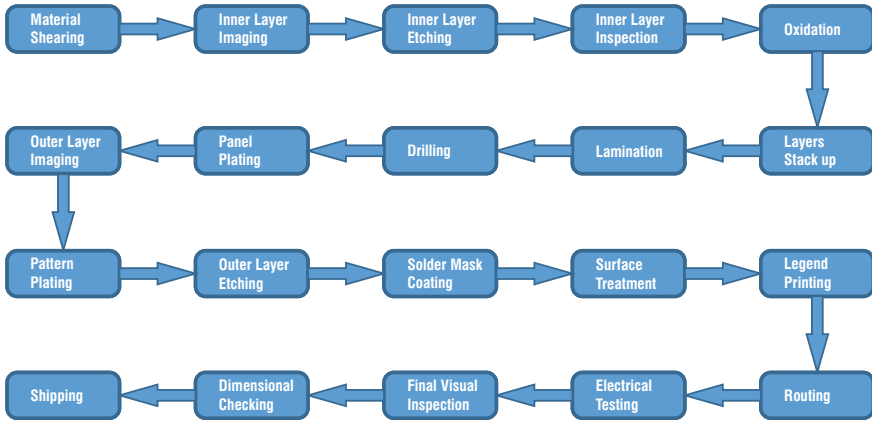 Material
Shearing
Inner Layer
Imaging
Inner Layer
Etching
Inner Layer
Inspection
Oxidation
Layers
Stack up
Lamination
Drilling
Panel
Plating
Outer Layer
Imaging
Pattern
Plating
Outer Layer
Etching
Solder Mask
Coating
Surface
Treatment
Legend
Printing
Routing
Electrical
Testing
Final Visual
Inspection
Dimensional
Checking
Shipping